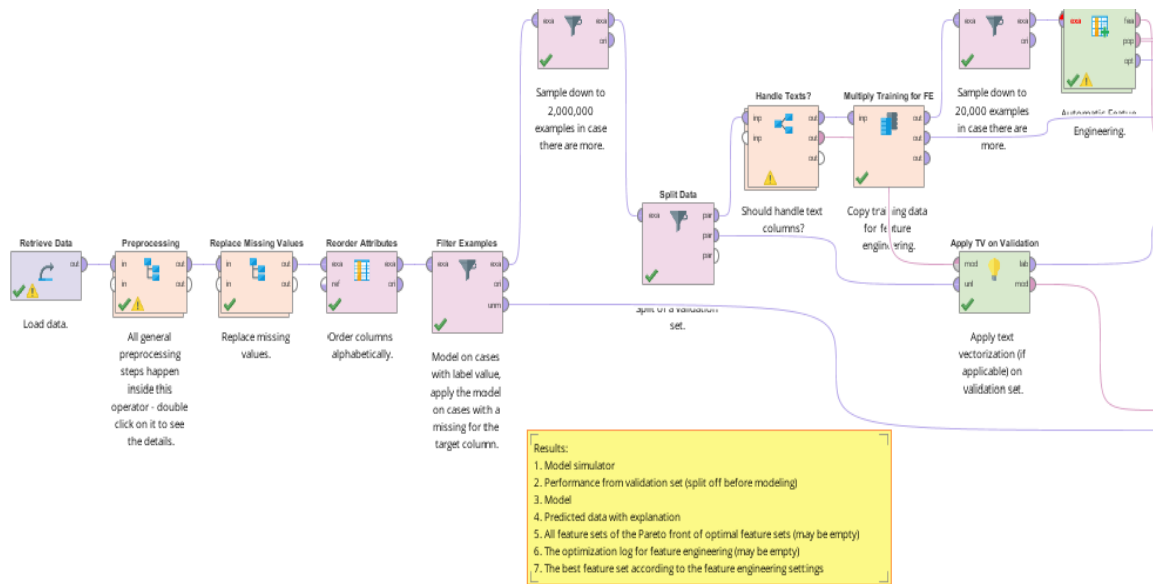 exa
exa
ori
ori
Sample down to
2,000,000
examples in case
there are more.
exa
exa
ori
ori
Sample down to
20,000 examples
in case there are
more.
exa
fea
pop
opt
Engineering.
Handle Texts?
inp
out
inp
out
out
Should handle text
columns?
Multiply Training for FE
inp
out
out
out
Copy training data
for feature
engineering.
Split Data
exa
par
par
par
set.
Retrieve Data
out
Load data.
Preprocessing
in
out
in
out
All general
preprocessing
steps happen
inside this
operator - double
click on it to see
the details.
Replace Missing Values
in
out
in
out
Replace missing
values.
Reorder Attributes
exa
exa
ref
ori
Order columns
alphabetically.
Filter Examples
exa
exa
ori
unm
Model on cases
with label value,
apply the model
on cases with a
missing for the
target column.
Apply TV on Validation
mod
lab
unl
mod
Apply text
vectorization (if
applicable) on
validation set.
Results:
1. Model simulator
2. Performance from validation set (split off before modeling)
3. Model
4. Predicted data with explanation
5. All feature sets of the Pareto front of optimal feature sets (may be empty)
6. The optimization log for feature engineering (may be empty)
7. The best feature set according to the feature engineering settings